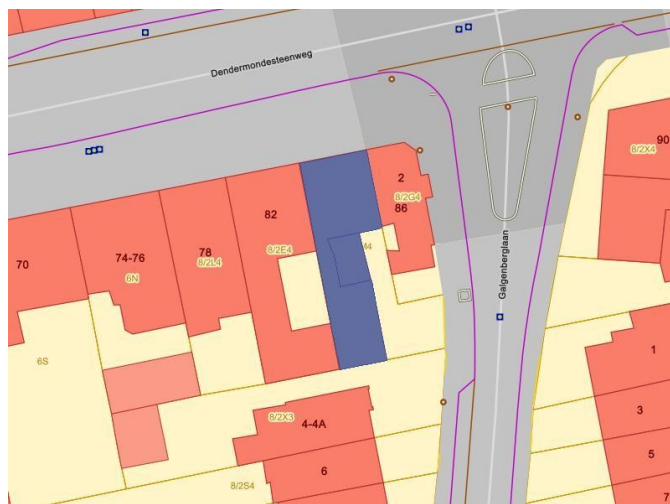 Dendermondesteenweg
90
8/2X4
2
8/2G4
86
82
8/2E4
78
8/2L4
74-76
6N
70
Galgenberglaan
6S
1
8/2X3
4-4A
3
6
5
8/2S4